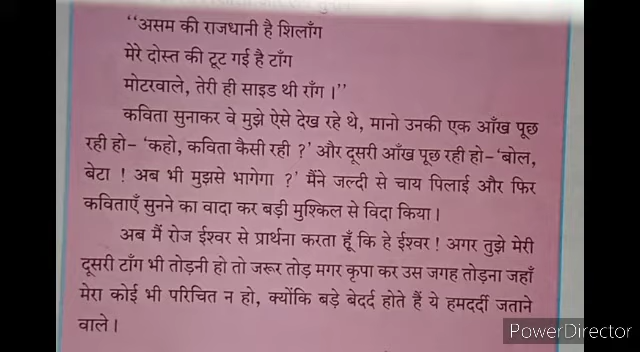 “असम की राजधानी है शिलाँग
मेरे दोस्त की टूट गई है टाँग
मोटरवाले, तेरी ही साइड थी राँग ।”
कविता सुनाकर वे मुझे ऐसे देख रहे थे, मानो उनकी एक आँख पूछ
रही हो- ‘कहो, कविता कैसी रही ?’ और दूसरी आँख पूछ रही हो-‘बोल,
बेटा ! अब भी मुझसे भागेगा ?’ मैंने जल्दी से चाय पिलाई और फिर
कविताएँ सुनने का वादा कर बड़ी मुश्किल से विदा किया ।
अब मैं रोज ईश्वर से प्रार्थना करता हूँ कि हे ईश्वर ! अगर तुझे मेरी
दूसरी टाँग भी तोड़नी हो तो जरूर तोड़ मगर कृपा कर उस जगह तोड़ना जहाँ
मेरा कोई भी परिचित न हो, क्योंकि बड़े बेदर्द होते हैं ये हमदर्दी जताने
वाले ।
PowerDirector